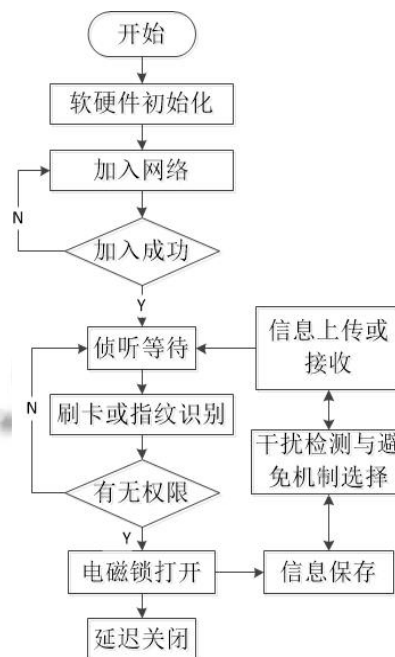 开始
软硬件初始化
加入网络
N
加入成功
Y
侦听等待
信息上传或
接收
N
刷卡或指纹识别
干扰检测与避
免机制选择
有无权限
Y
电磁锁打开
信息保存
延迟关闭